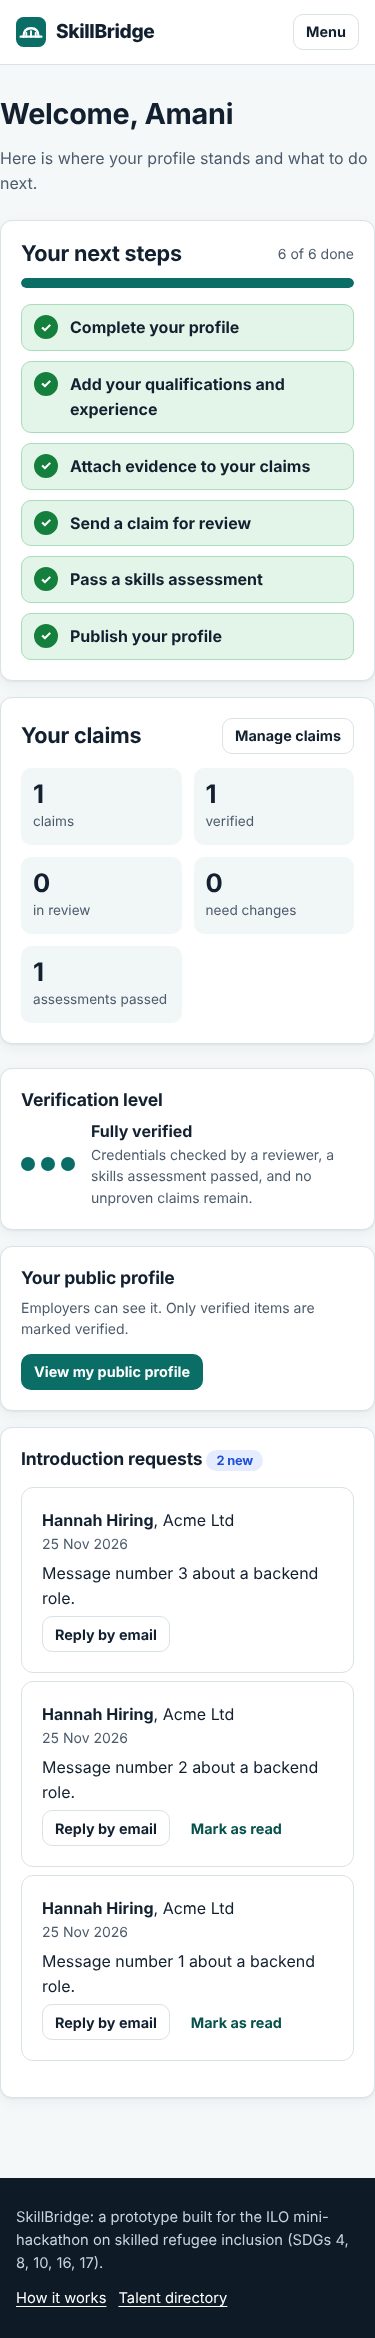 SkillBridge
Menu
Welcome, Amani
Here is where your profile stands and what to do
next.
Your next steps
6 of 6 done
Complete your profile
Add your qualifications and
experience
Attach evidence to your claims
Send a claim for review
Pass a skills assessment
Publish your profile
Your claims
Manage claims
1
claims
1
verified
0
in review
0
need changes
1
assessments passed
Verification level
Fully verified
Credentials checked by a reviewer, a
skills assessment passed, and no
unproven claims remain.
Your public profile
Employers can see it. Only verified items are
marked verified.
View my public profile
Introduction requests 2 new
Hannah Hiring, Acme Ltd
25 Nov 2026
Message number 3 about a backend
role.
Reply by email
Hannah Hiring, Acme Ltd
25 Nov 2026
Message number 2 about a backend
role.
Reply by email Mark as read
Hannah Hiring, Acme Ltd
25 Nov 2026
Message number 1 about a backend
role.
Reply by email Mark as read
SkillBridge: a prototype built for the ILO mini-
hackathon on skilled refugee inclusion (SDGs 4,
8, 10, 16, 17).
How it works Talent directory